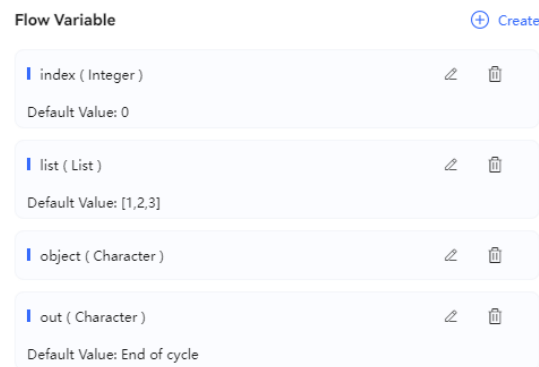 Flow Variable
Create
index ( Integer )
Default Value: 0
list ( List )
Default Value: [1,2,3]
object ( Character )
out ( Character )
Default Value: End of cycle